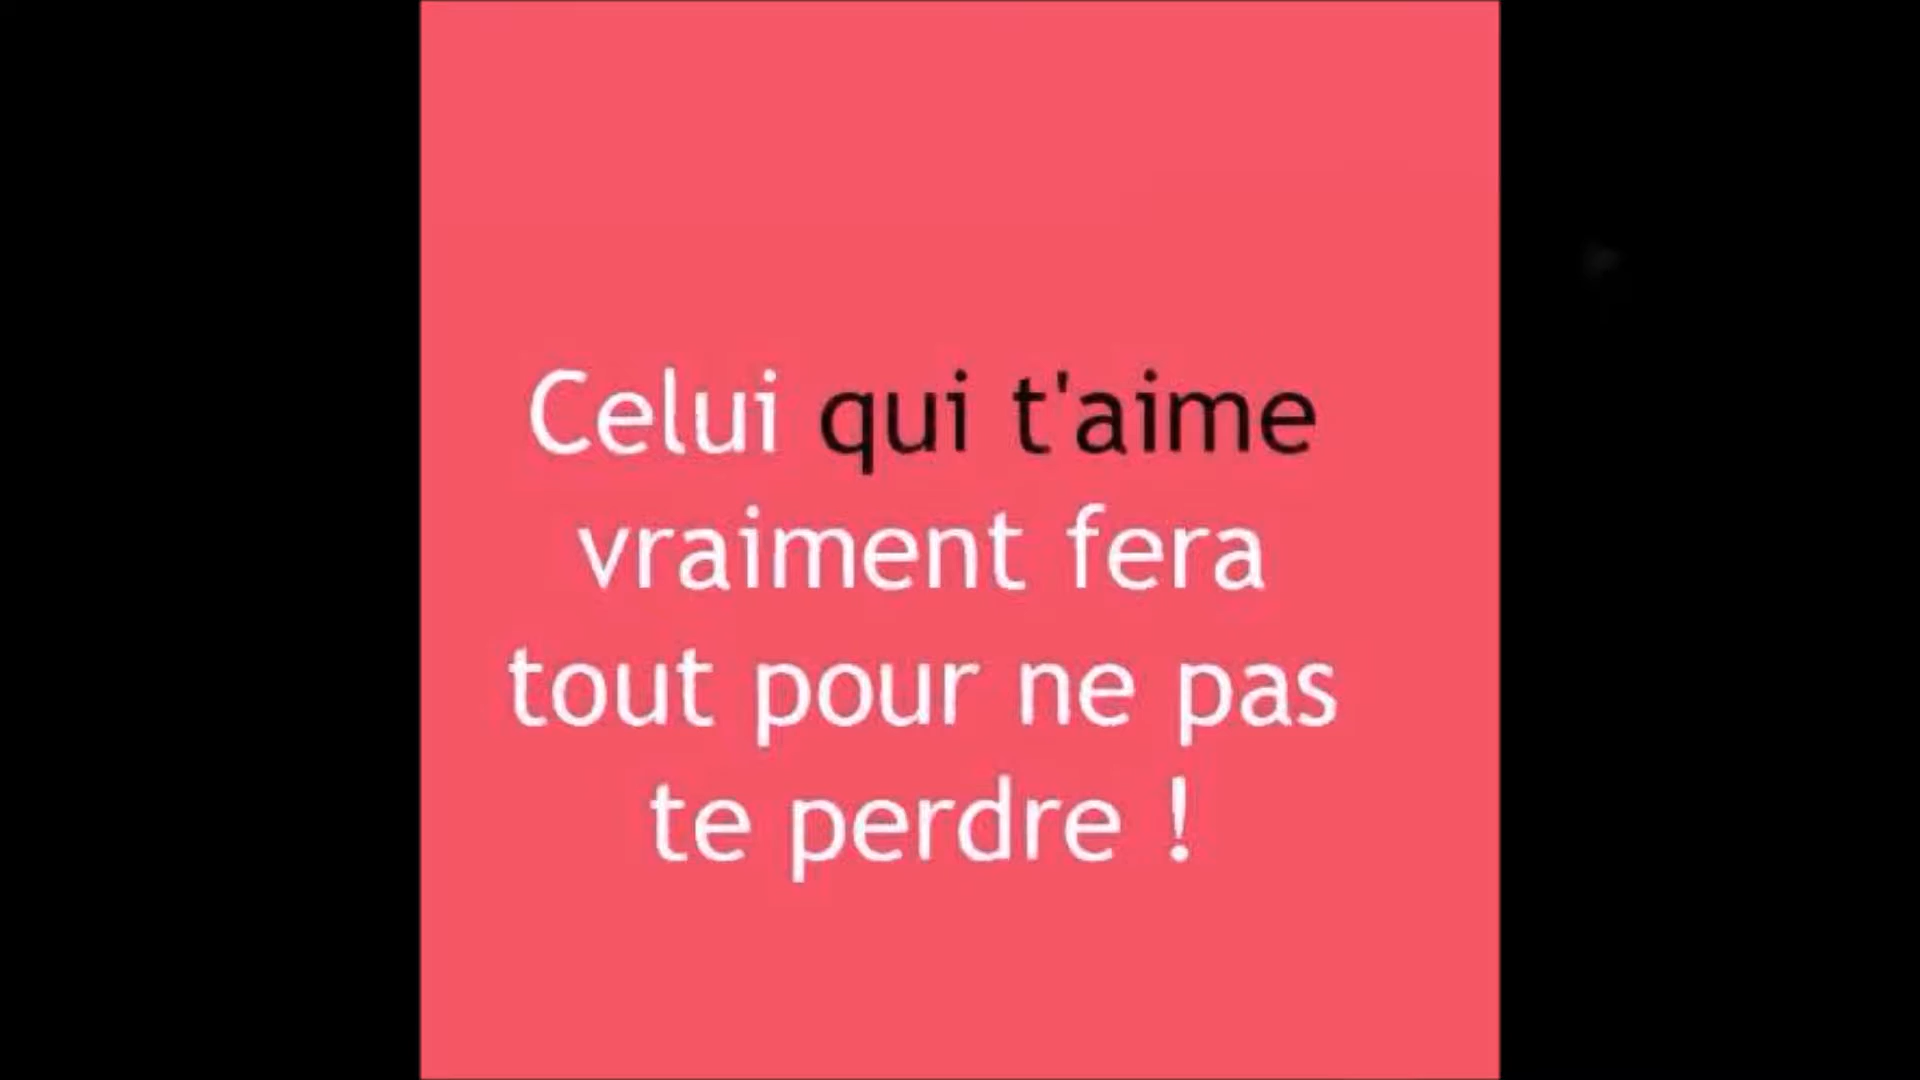 Celui qui t'aime
vraiment fera
tout pour ne pas
te perdre !